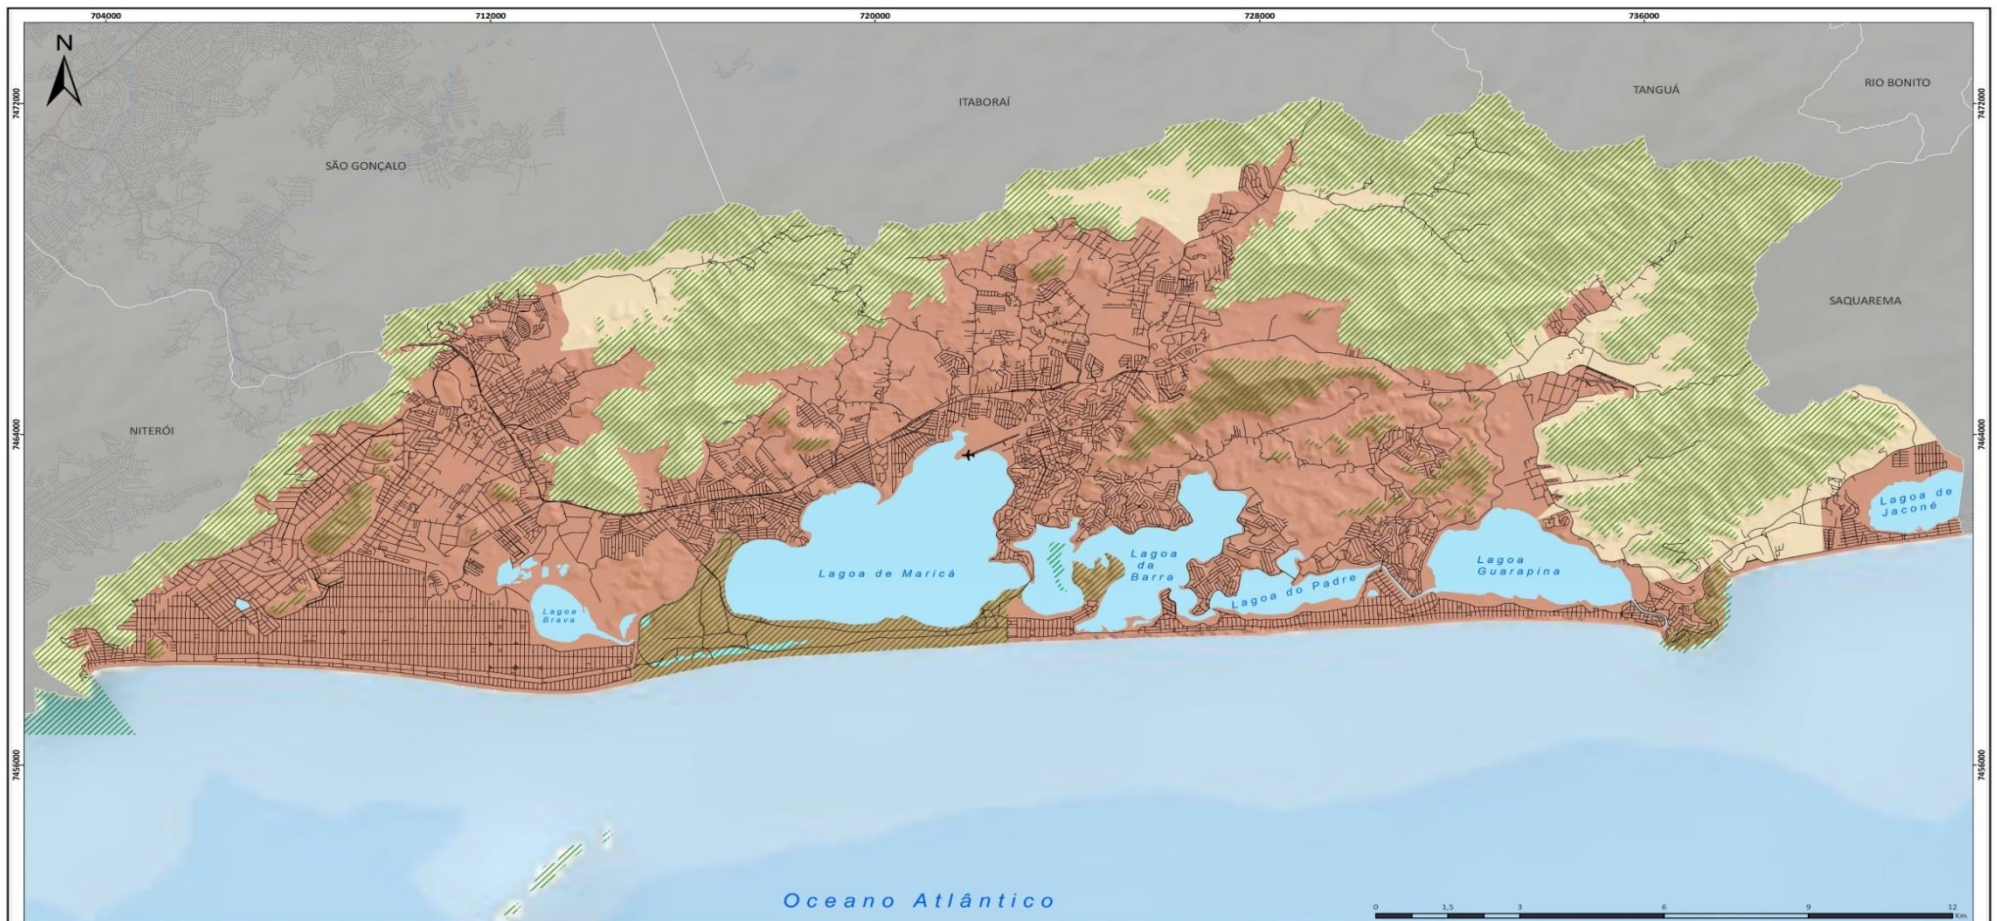 704000
712000
720000
728000
736000
N
7472000
7472000
RIO BONITO
TANGUÁ
ITABORAÍ
SÃO GONÇALO
SAQUAREMA
NITERÓI
7464000
7464000
Lagoa de
Jaconé
Lagoa
da
Barra
Lagoa
Guarapina
Lagoa de Maricá
Lagoa do Padre
Lagoa
Brava
7456000
7456000
Oceano Atlântico
0 1,5 3 6 9 12
Km